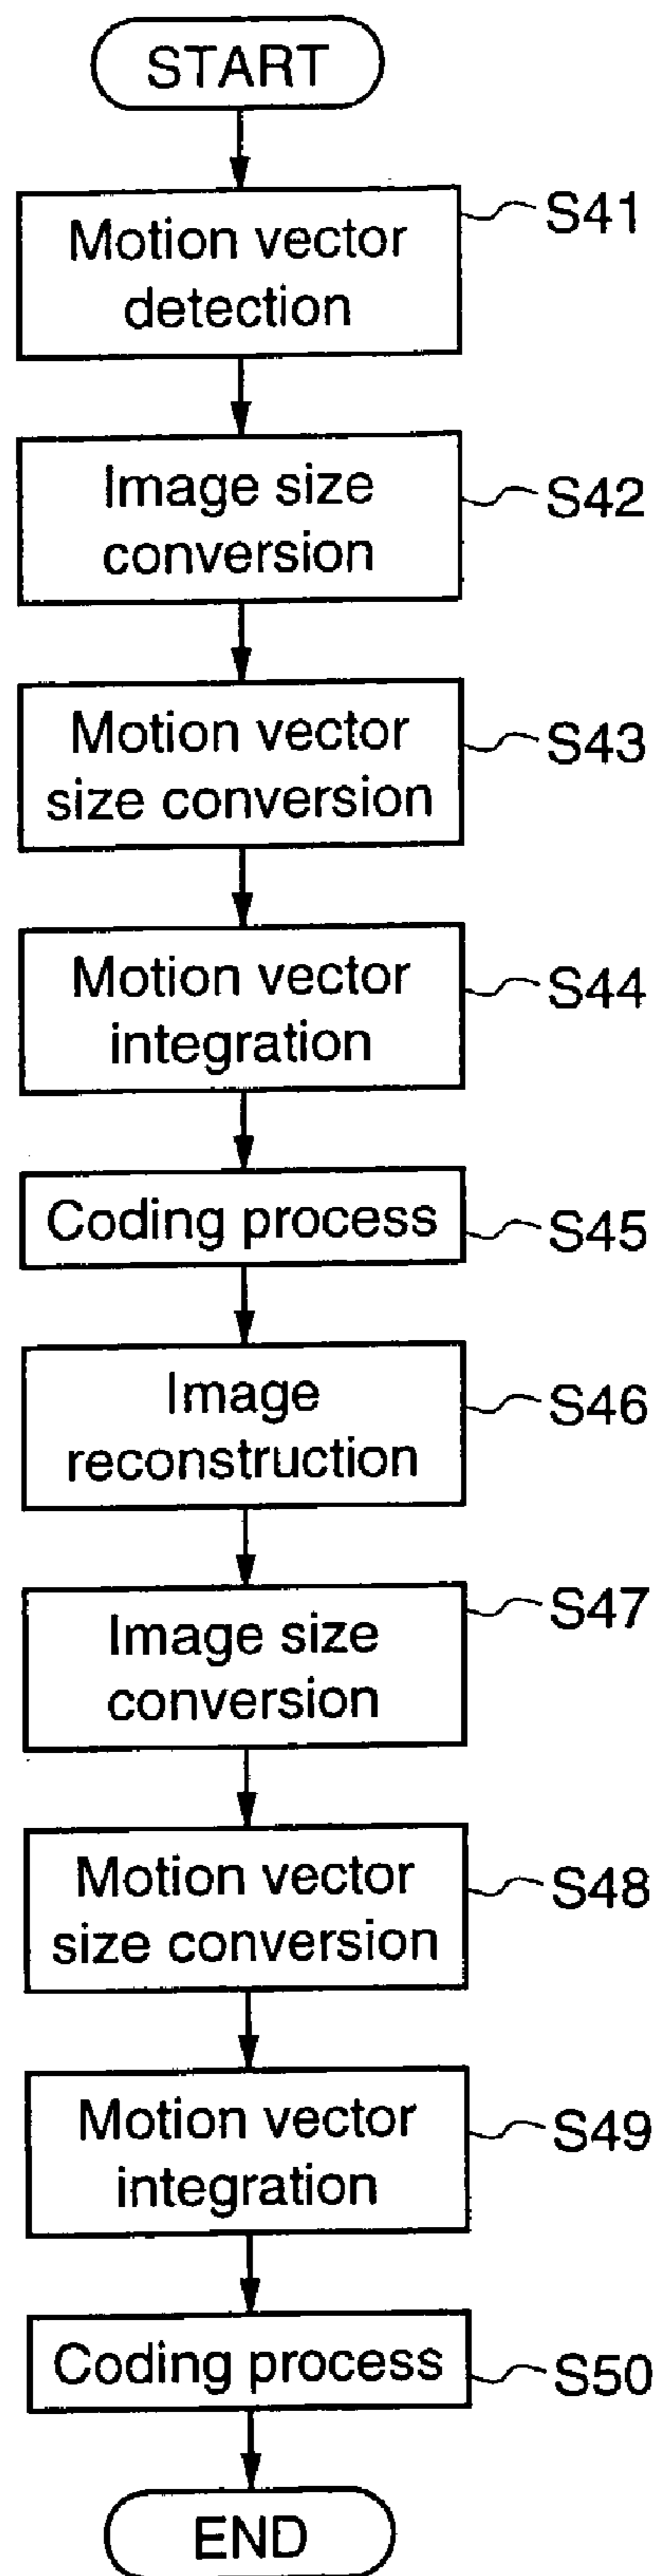 START
Motion vector
detection
S41
Image size
conversion
S42
Motion vector
size conversion
S43
Motion vector
integration
S44
Coding process
S45
Image
reconstruction
S46
Image size
conversion
S47
Motion vector
size conversion
S48
Motion vector
integration
S49
Coding process
S50
END